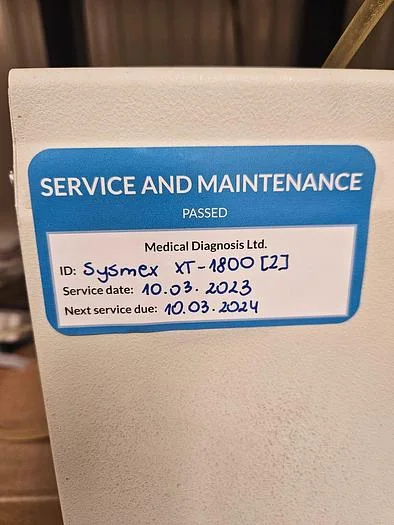 SERVICE AND MAINTENANCE
PASSED
Medical Diagnosis Ltd.
ID: Sysmex XT-1800 [2]
Service date: 10.03.2023
Next service due: 10.03.2024